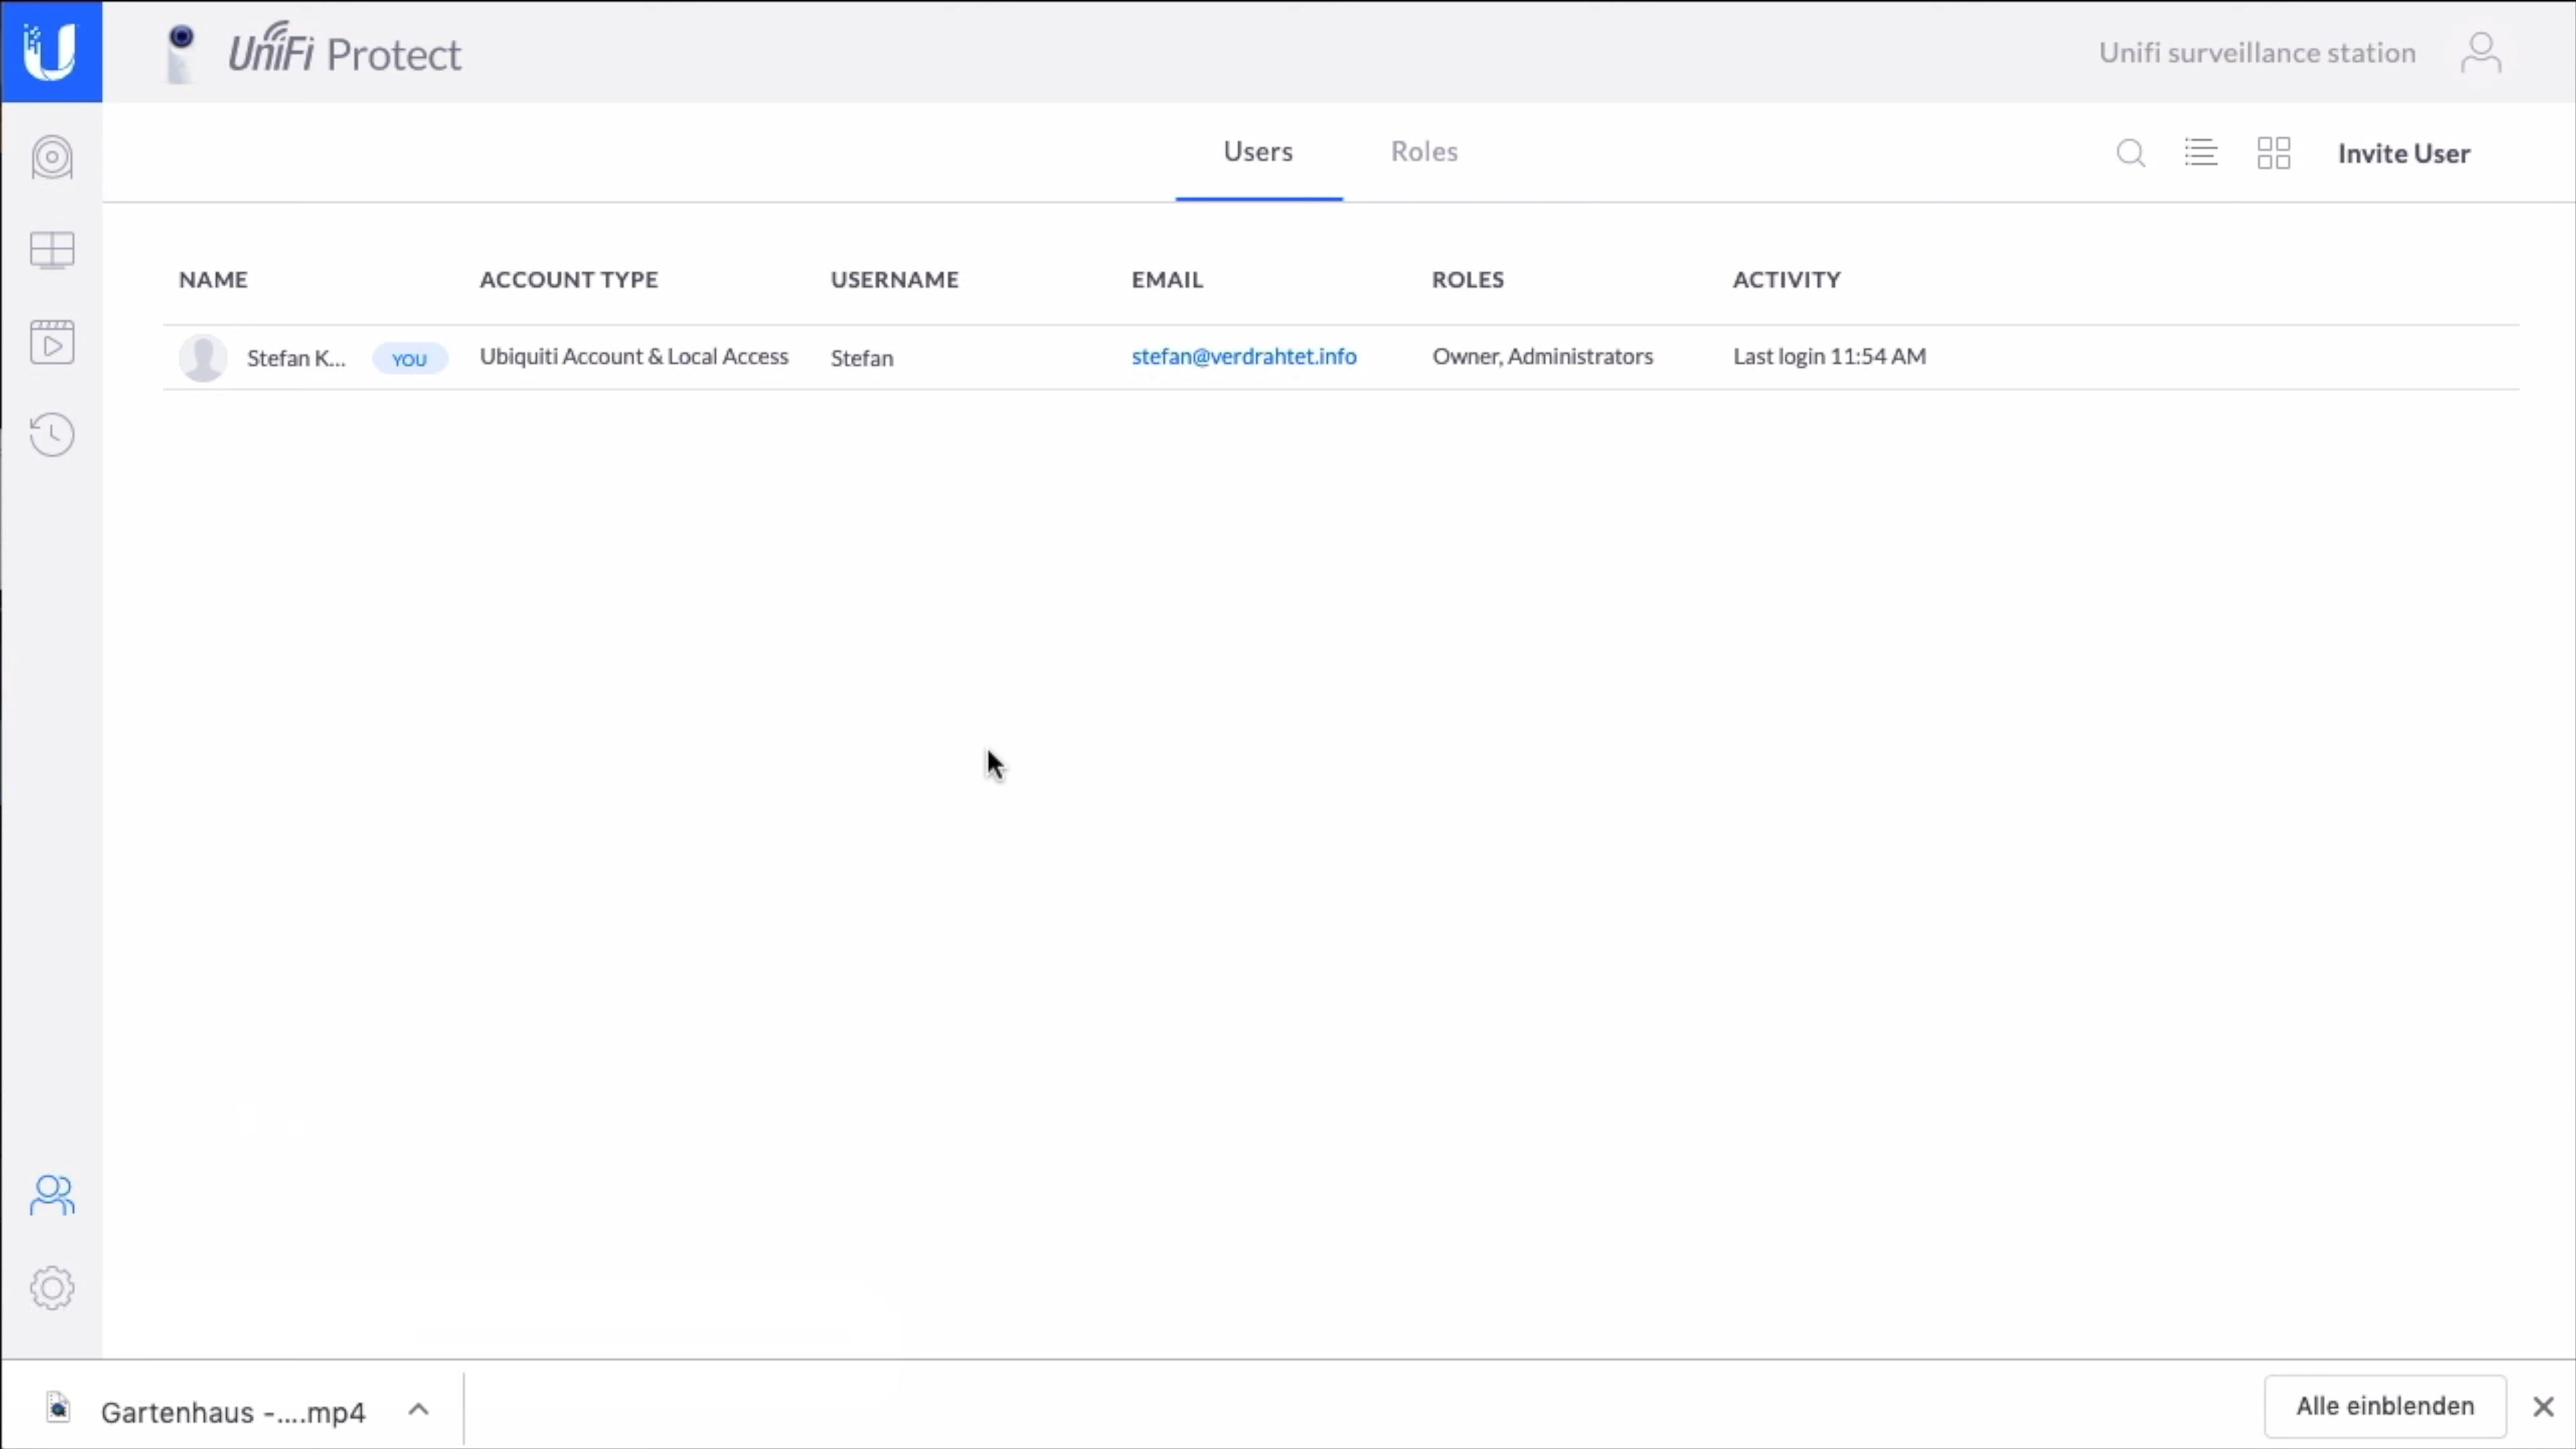 UniFi Protect
Unifi surveillance station
Users Roles Invite User
NAME ACCOUNT TYPE USERNAME EMAIL ROLES ACTIVITY
Stefan K... YOU Ubiquiti Account & Local Access Stefan stefan@verdrahtet.info Owner, Administrators Last login 11:54 AM
Gartenhaus -....mp4 Alle einblenden